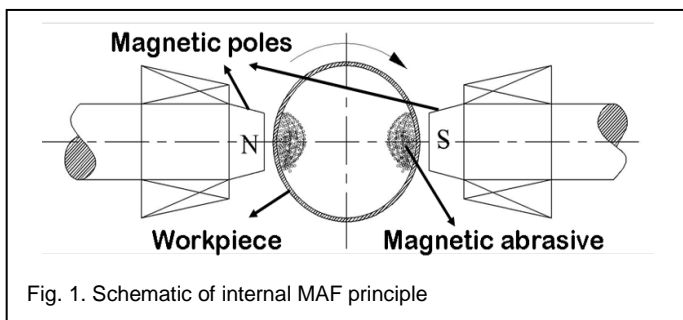 Magnetic poles
N
S
Workpiece
Magnetic abrasive
Fig. 1. Schematic of internal MAF principle